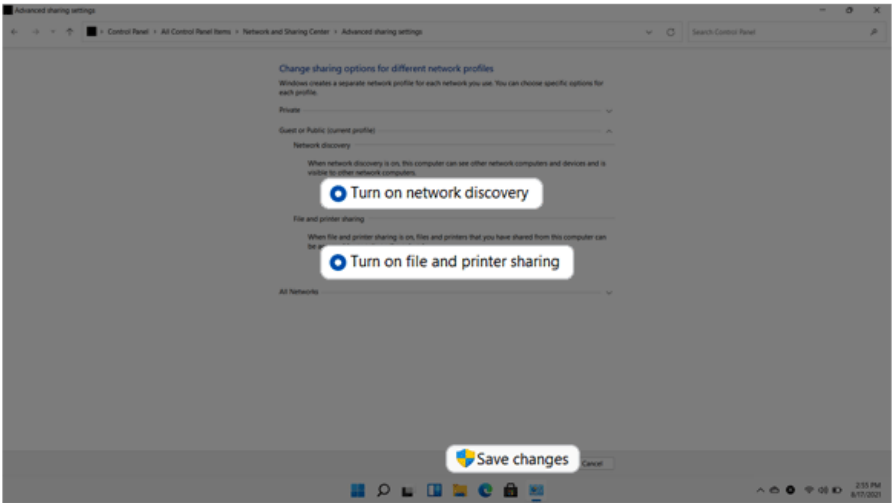 Advanced sharing settings
Control Panel > All Control Panel Items > Network and Sharing Center > Advanced sharing settings
Search Control Panel
Change sharing options for different network profiles
Windows creates a separate network profile for each network you use. You can choose specific options for
each profile.
Private
Guest or Public (current profile)
Network discovery
When network discovery is on, this computer can see other network computers and devices and is
visible to other network computers.
Turn on network discovery
File and printer sharing
When file and printer sharing is on, files and printers that you have shared from this computer can
be
Turn on file and printer sharing
All Networks
Save changes
Cancel
2:55 PM
6/17/2021